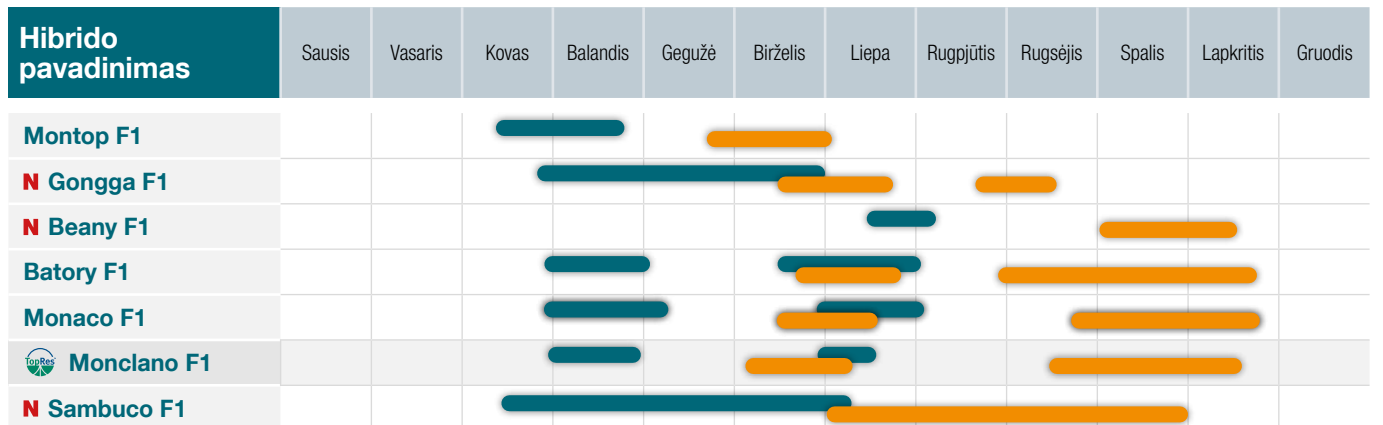 Hibrido
pavadinimas
Sausis Vasaris Kovas Balandis Gegužė Birželis Liepa Rugpjūtis Rugsėjis Spalis Lapkritis Gruodis
Montop F1
N Gongga F1
N Beany F1
Batory F1
Monaco F1
TopRes Monclano F1
N Sambuco F1